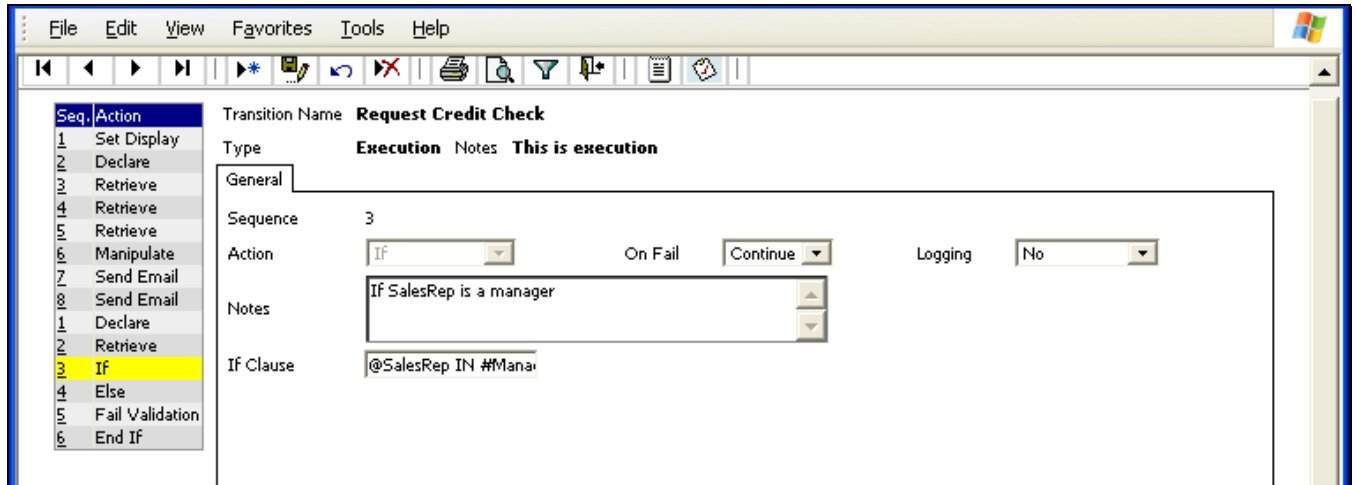 File Edit View Favorites Tools Help
Seq. Action
1 Set Display
2 Declare
3 Retrieve
4 Retrieve
5 Retrieve
6 Manipulate
7 Send Email
8 Send Email
1 Declare
2 Retrieve
3 If
4 Else
5 Fail Validation
6 End If
Transition Name Request Credit Check
Type Execution Notes This is execution
General
Sequence 3
Action If On Fail Continue Logging No
Notes If SalesRep is a manager
If Clause @SalesRep IN #Mana